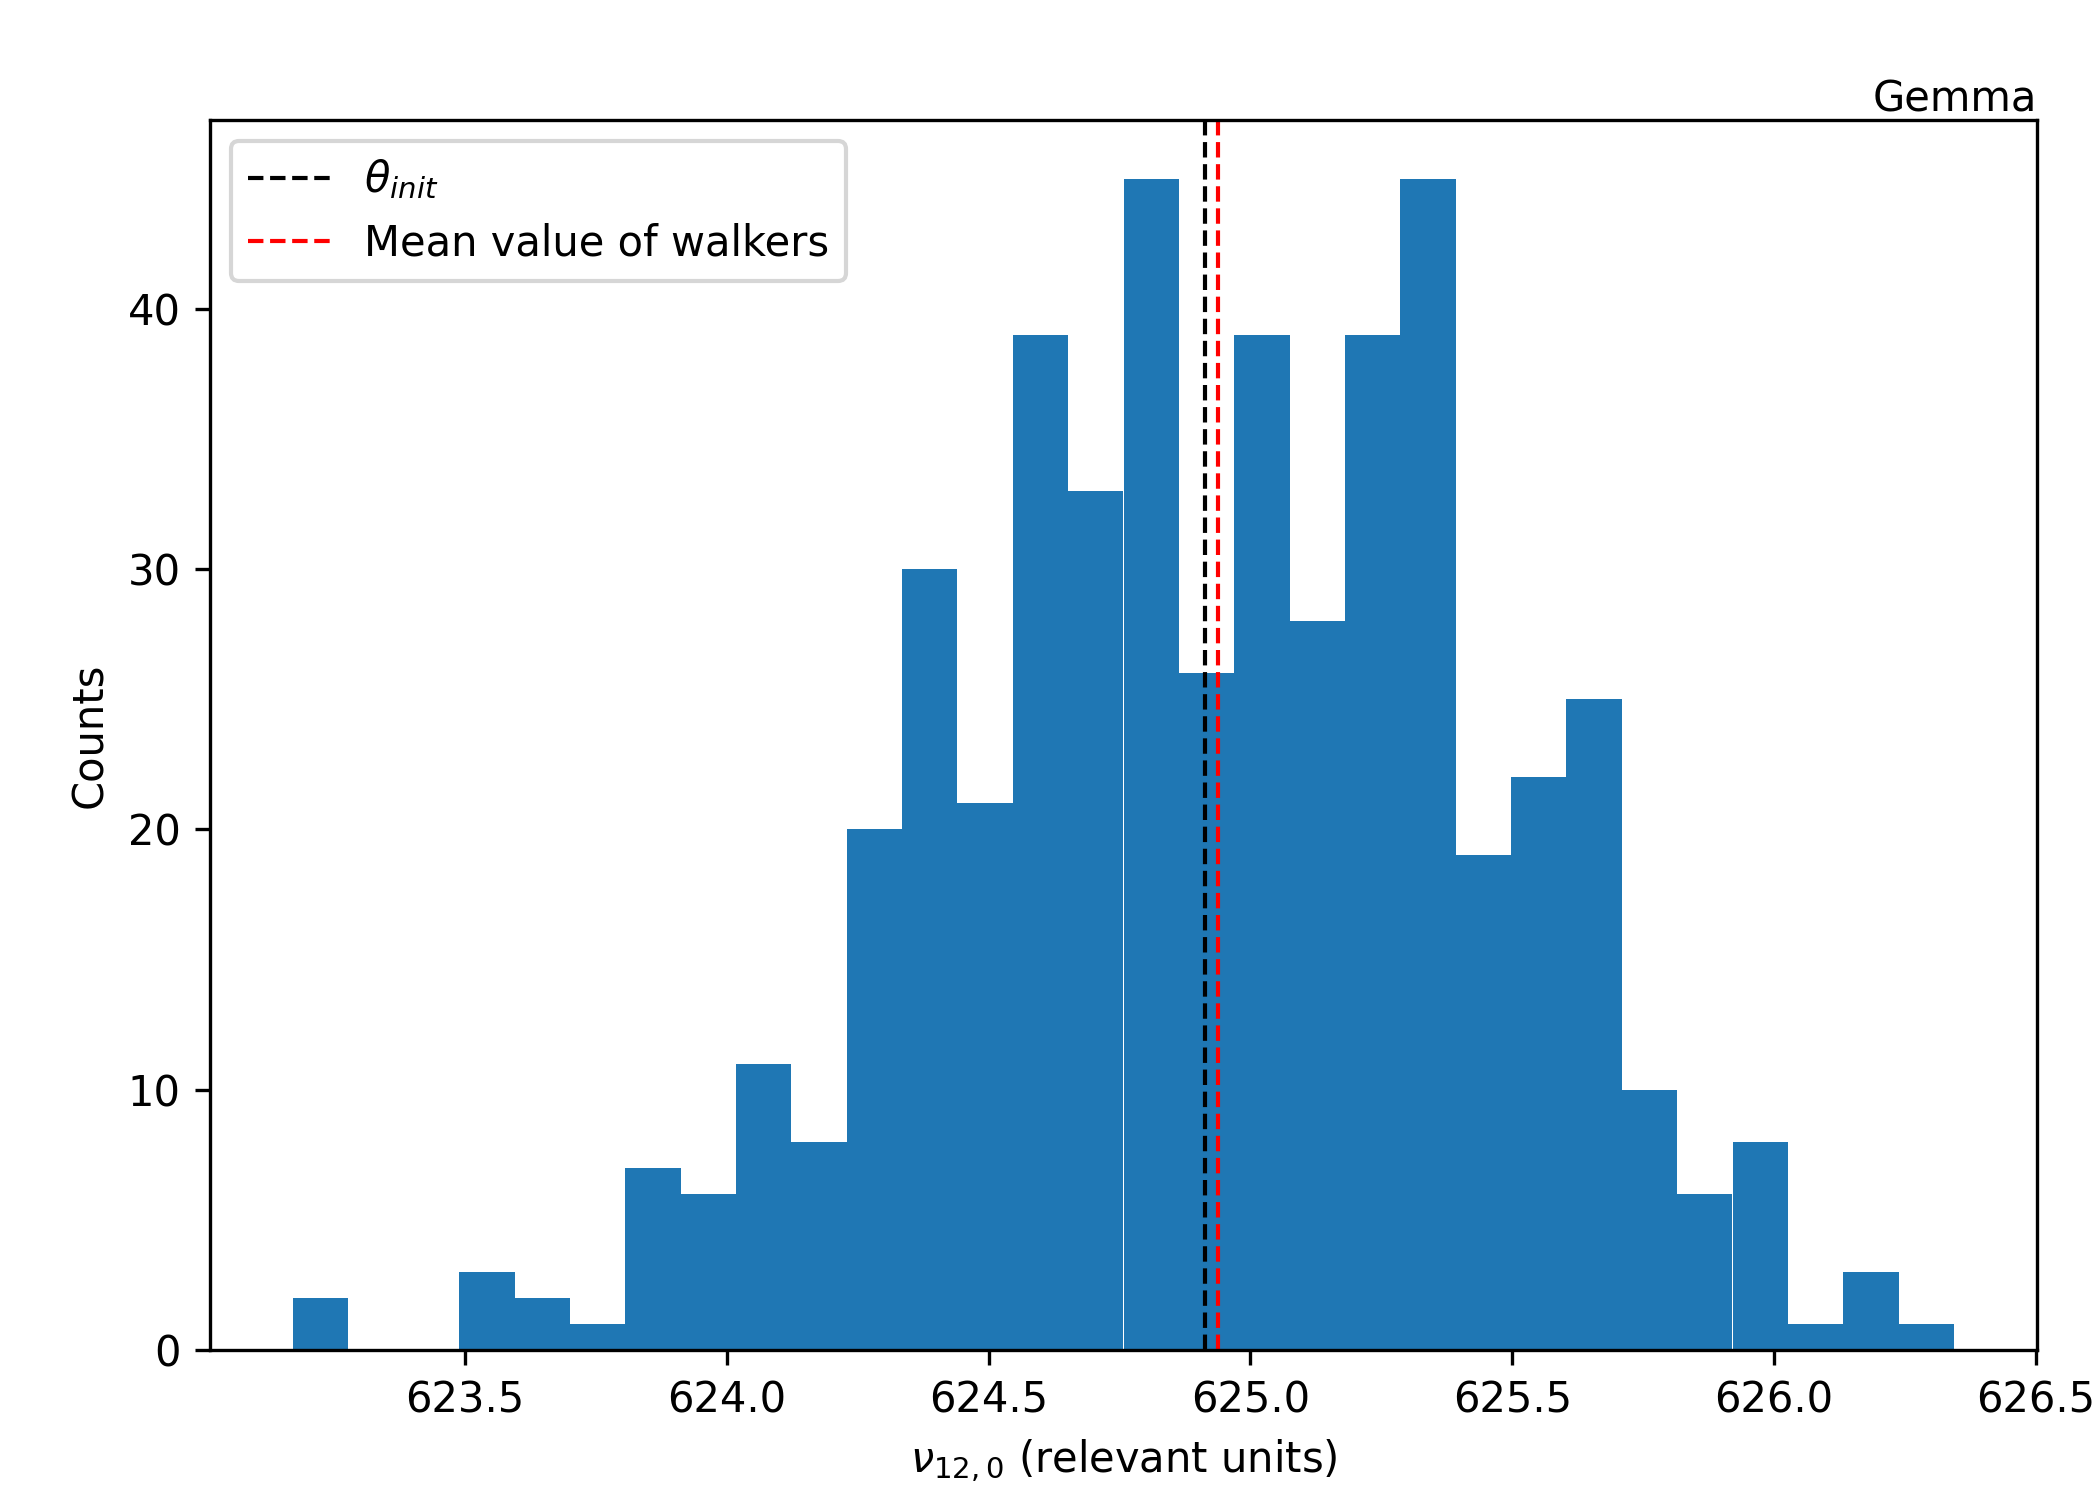 Gemma
θ_init
Mean value of walkers
40
30
20
10
0
Counts
623.5 624.0 624.5 625.0 625.5 626.0 626.5
ν_12,0 (relevant units)